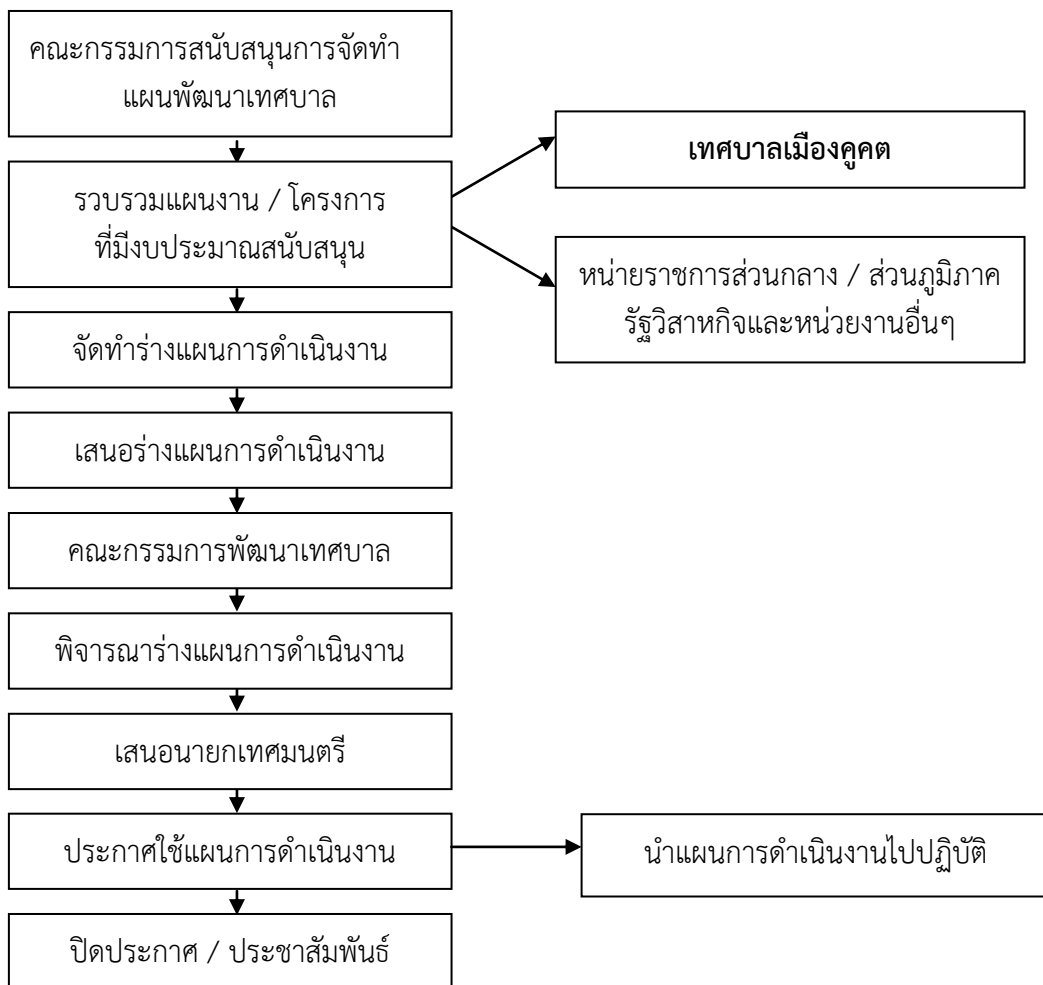 คณะกรรมการสนับสนุนการจัดทำ
แผนพัฒนาเทศบาล
รวบรวมแผนงาน / โครงการ
ที่มีงบประมาณสนับสนุน
เทศบาลเมืองคูคต
หน่ายราชการส่วนกลาง / ส่วนภูมิภาค
รัฐวิสาหกิจและหน่วยงานอื่นๆ
จัดทำร่างแผนการดำเนินงาน
เสนอร่างแผนการดำเนินงาน
คณะกรรมการพัฒนาเทศบาล
พิจารณาร่างแผนการดำเนินงาน
เสนอนายกเทศมนตรี
ประกาศใช้แผนการดำเนินงาน
นำแผนการดำเนินงานไปปฏิบัติ
ปิดประกาศ / ประชาสัมพันธ์